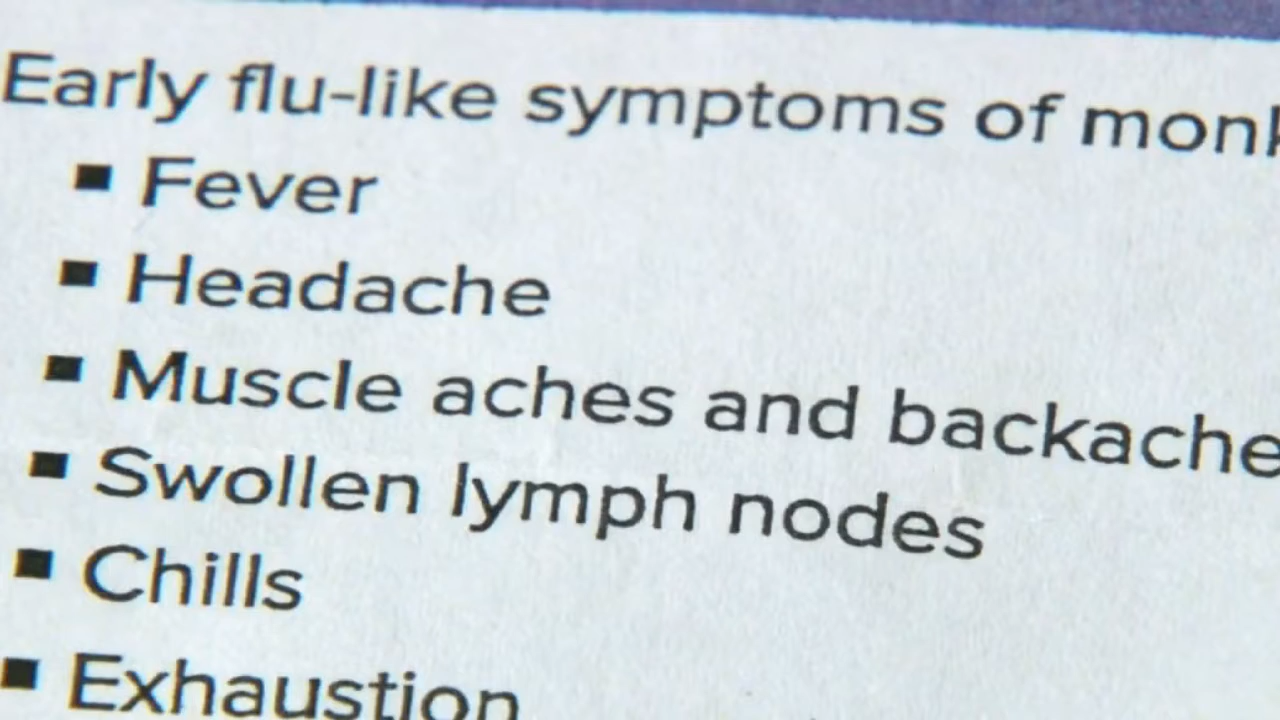 Early flu-like symptoms of
▪ Fever
▪ Headache
▪ Muscle aches and backache
▪ Swollen lymph nodes
▪ Chills
▪ Exhaustion